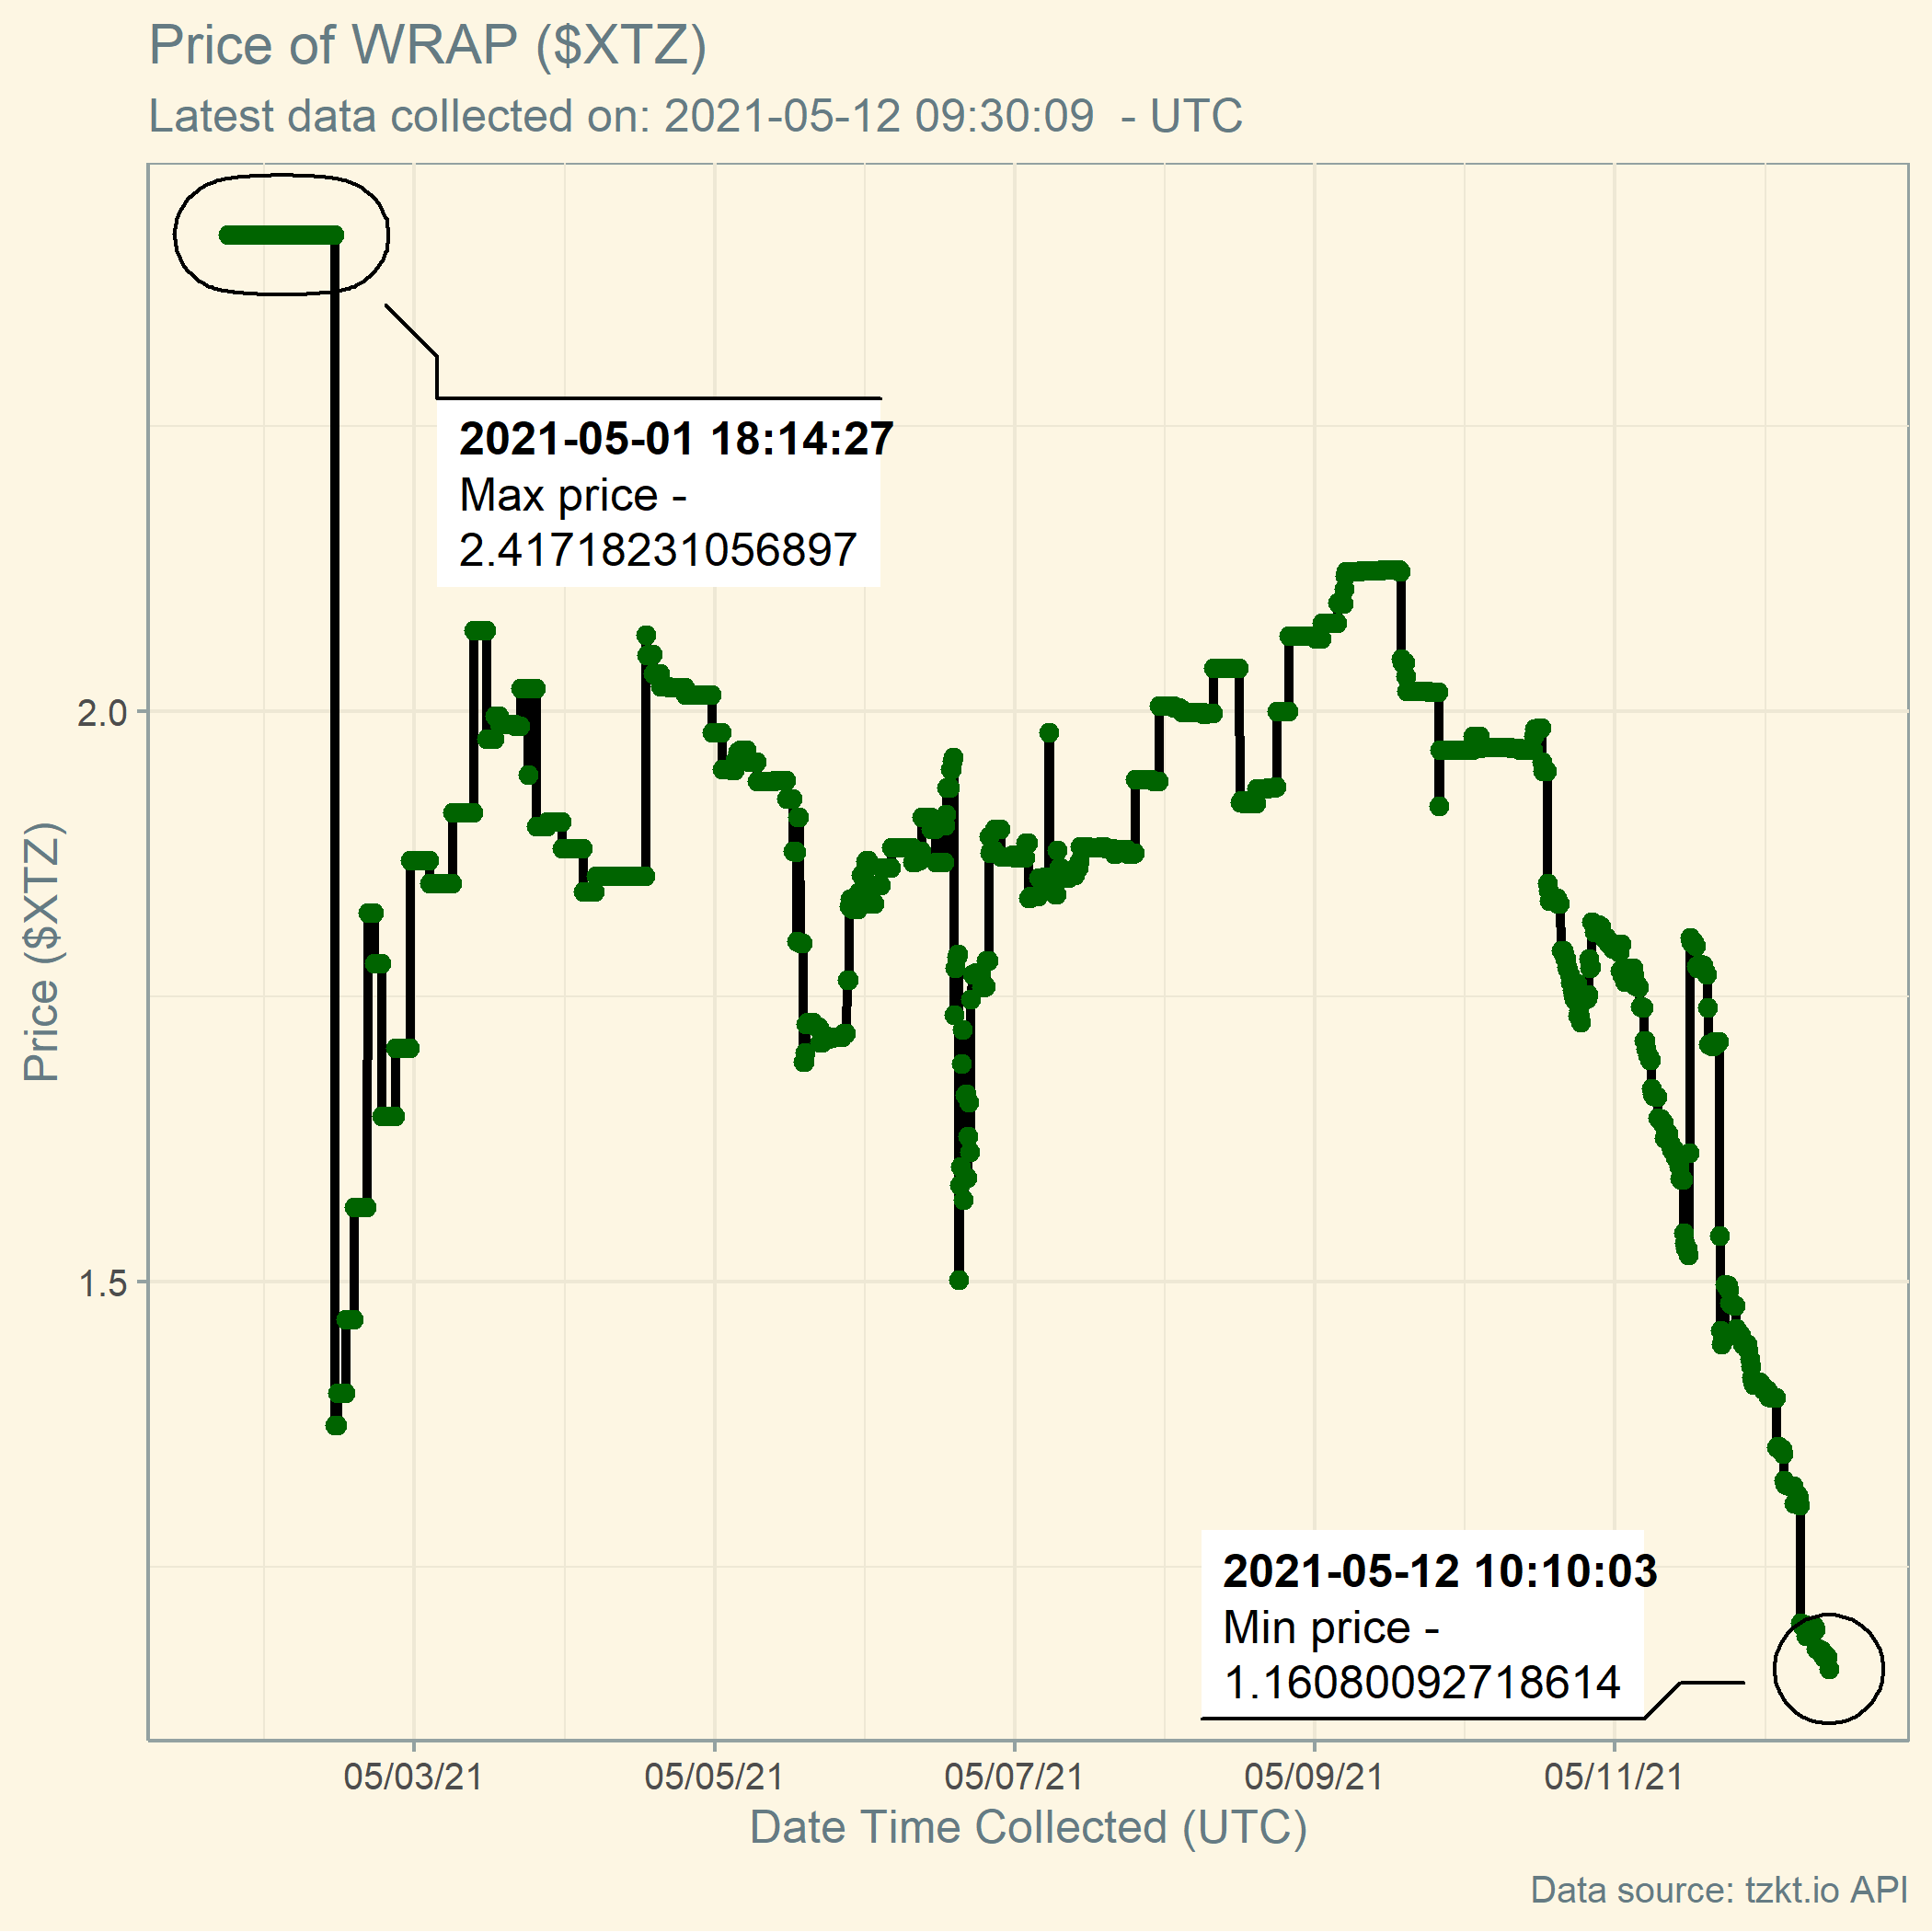 Price of WRAP ($XTZ)
Latest data collected on: 2021-05-12 09:30:09  - UTC
2021-05-01 18:14:27
Max price -
2.41718231056897
2.0
Price ($XTZ)
1.5
2021-05-12 10:10:03
Min price -
1.16080092718614
05/03/21 05/05/21 05/07/21 05/09/21 05/11/21
Date Time Collected (UTC)
Data source: tzkt.io API